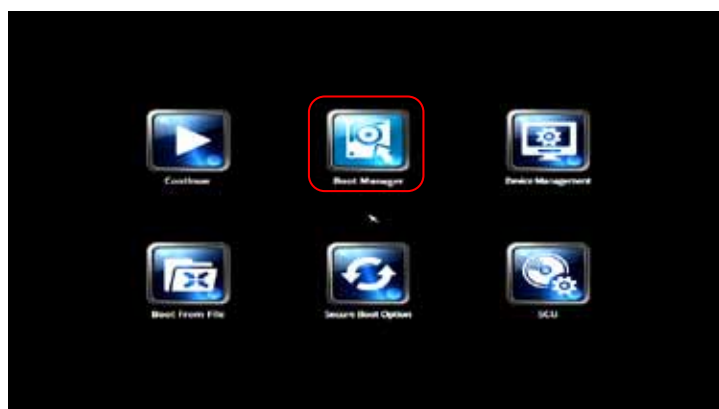 Continue
Boot Manager
Device Management
Boot From File
Secure Boot Option
SCU